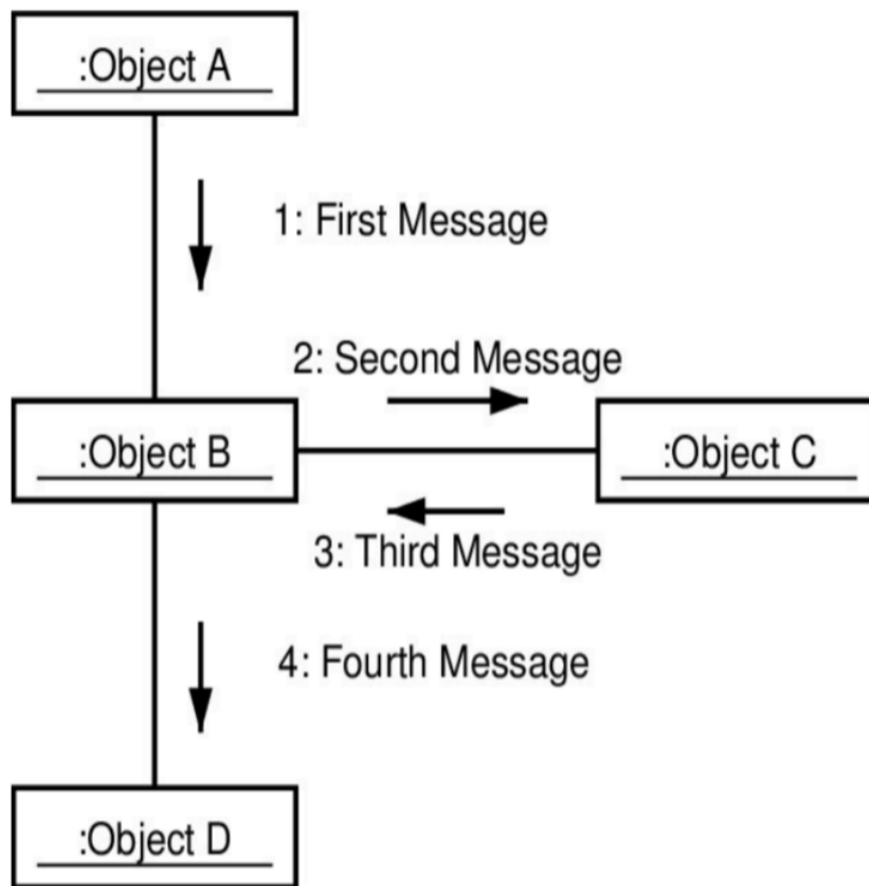 :Object A
1: First Message
2: Second Message
:Object B
:Object C
3: Third Message
4: Fourth Message
:Object D